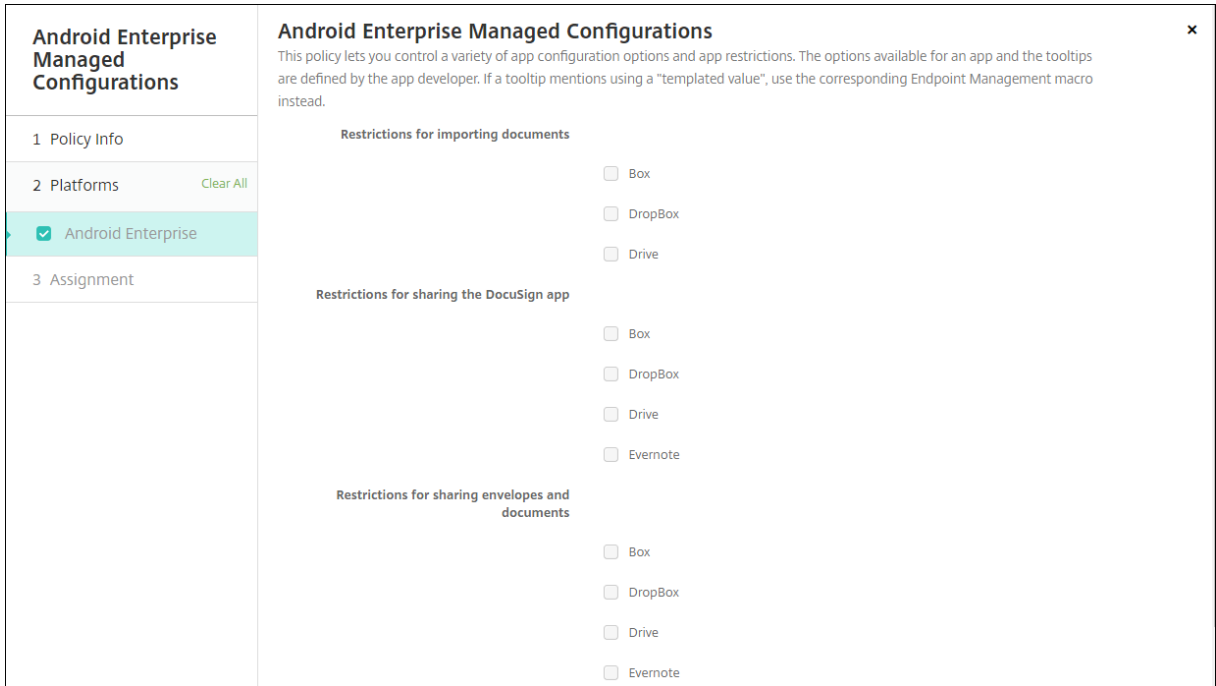 Android Enterprise
Managed
Configurations
1 Policy Info
2 Platforms
Clear All
Android Enterprise
3 Assignment
Android Enterprise Managed Configurations
This policy lets you control a variety of app configuration options and app restrictions. The options available for an app and the tooltips
are defined by the app developer. If a tooltip mentions using a "templated value", use the corresponding Endpoint Management macro
instead.
Restrictions for importing documents
Box
DropBox
Drive
Restrictions for sharing the DocuSign app
Box
DropBox
Drive
Evernote
Restrictions for sharing envelopes and
documents
Box
DropBox
Drive
Evernote